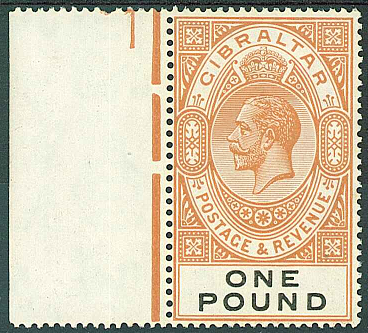 GIBRALTAR
POSTAGE & REVENUE
ONE
POUND